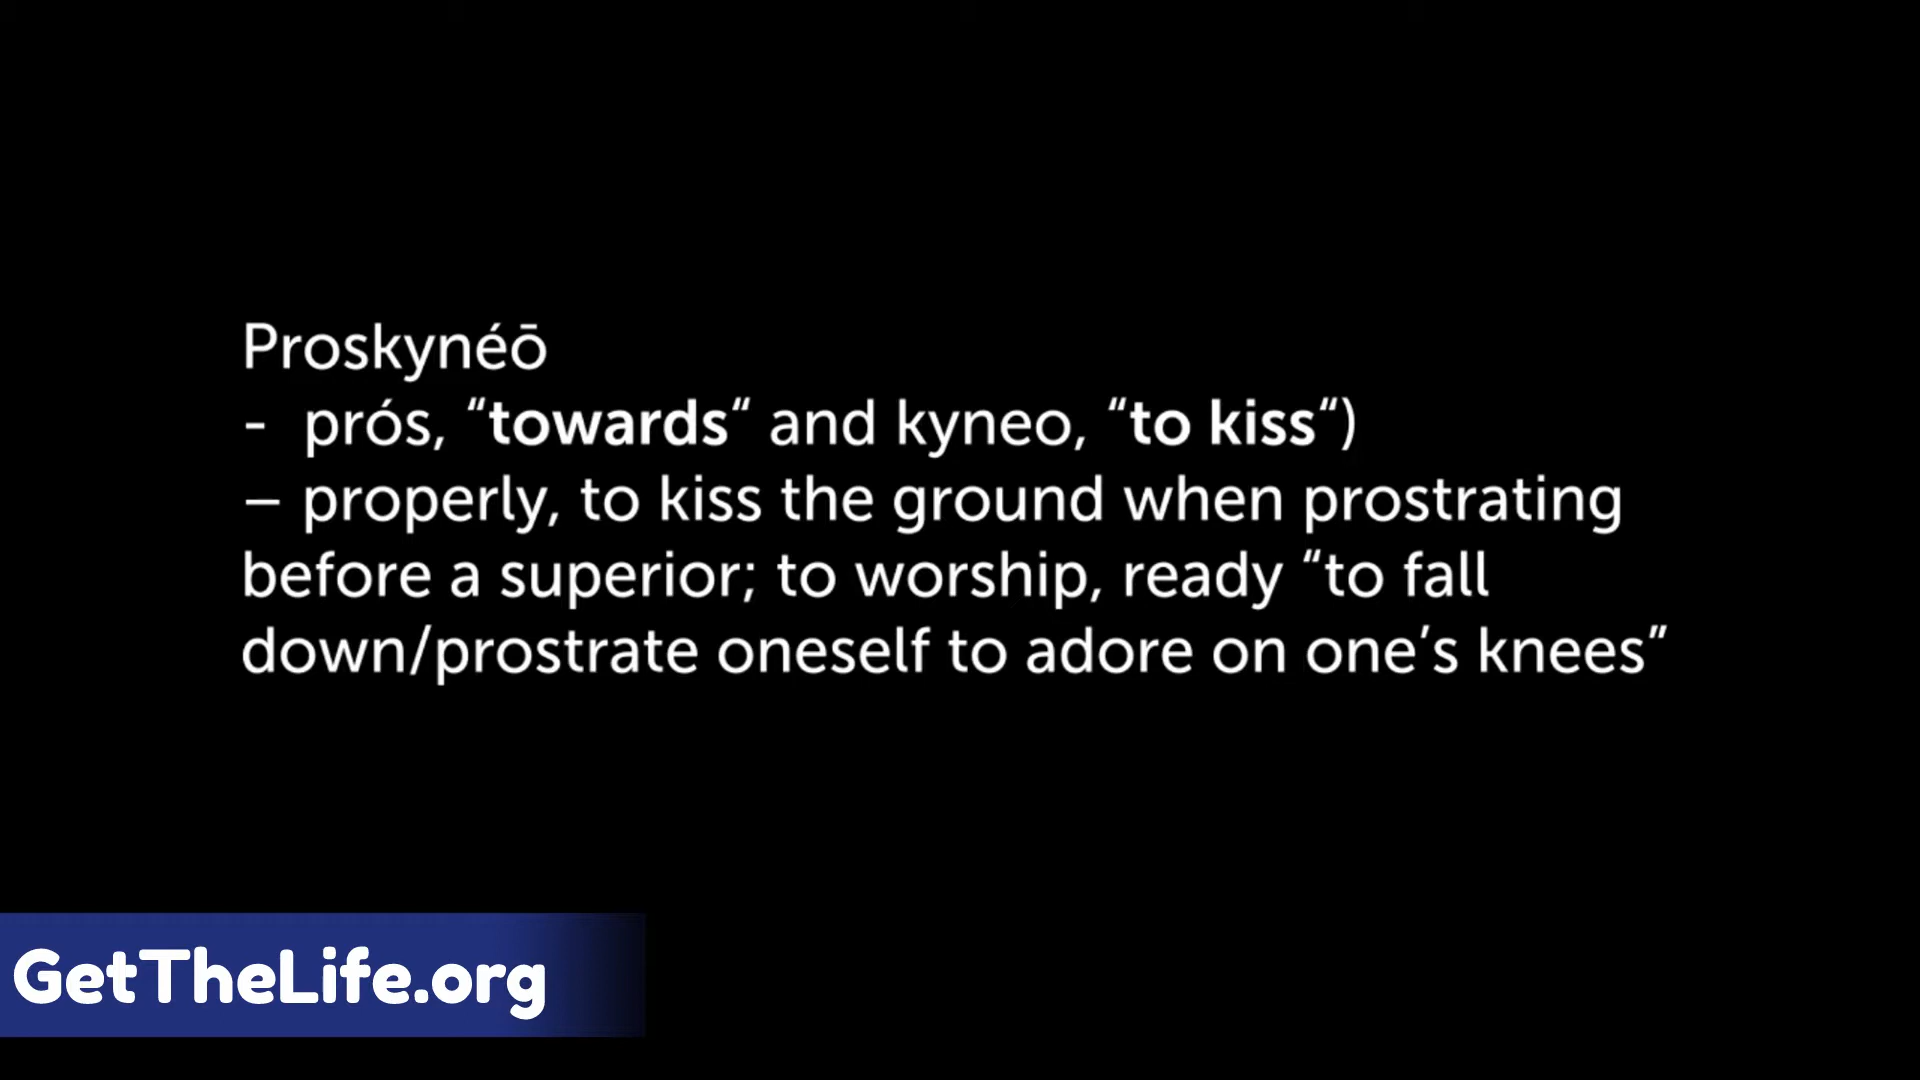 Proskynéō
- prós, “towards“ and kyneo, “to kiss“)
– properly, to kiss the ground when prostrating
before a superior; to worship, ready “to fall
down/prostrate oneself to adore on one’s knees”
GetTheLife.org